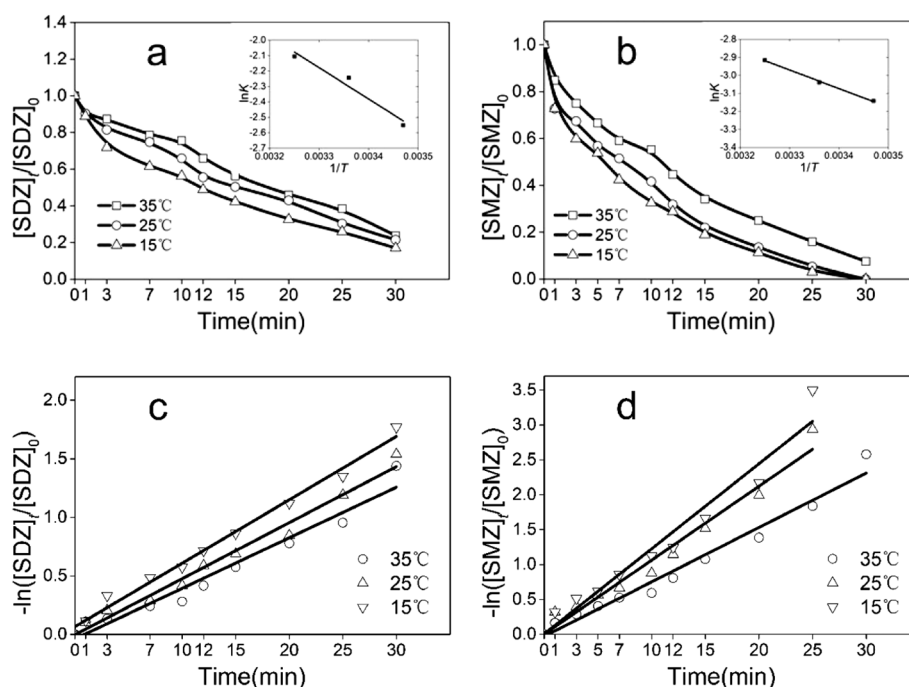 a
[SDZ]t/[SDZ]0
1.4
1.2
1.0
0.8
0.6
0.4
0.2
0.0
35℃
25℃
15℃
0 1 3 7 10 12 15 20 25 30
Time(min)
lnK
-2.0
-2.1
-2.2
-2.3
-2.4
-2.5
-2.6
-2.7
0.0032 0.0033 0.0034 0.0035
1/T
b
[SMZ]t/[SMZ]0
1.0
0.8
0.6
0.4
0.2
0.0
35℃
25℃
15℃
0 1 3 5 7 10 12 15 20 25 30
Time(min)
lnK
-2.8
-2.9
-3.0
-3.1
-3.2
-3.3
-3.4
0.0032 0.0033 0.0034 0.0035
1/T
c
-ln([SDZ]t/[SDZ]0)
2.0
1.5
1.0
0.5
0.0
35℃
25℃
15℃
0 1 3 7 10 12 15 20 25 30
Time(min)
d
-ln([SMZ]t/[SMZ]0)
3.5
3.0
2.5
2.0
1.5
1.0
0.5
0.0
35℃
25℃
15℃
0 1 3 5 7 10 12 15 20 25 30
Time(min)